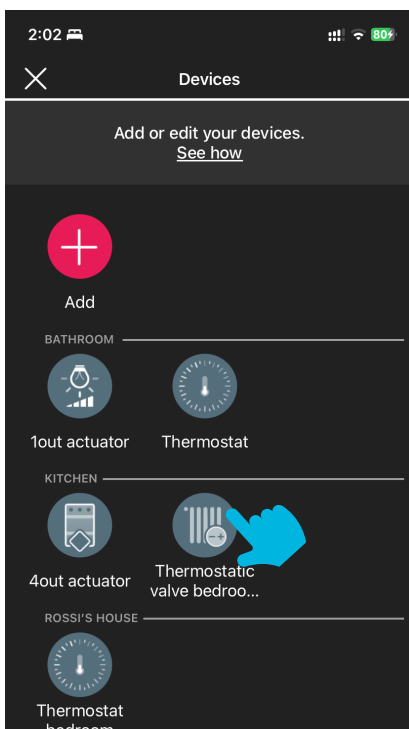 2:02
80
Devices
Add or edit your devices.
See how
Add
BATHROOM
1out actuator
Thermostat
KITCHEN
4out actuator
Thermostatic
valve bedroo...
ROSSI'S HOUSE
Thermostat
bedroom